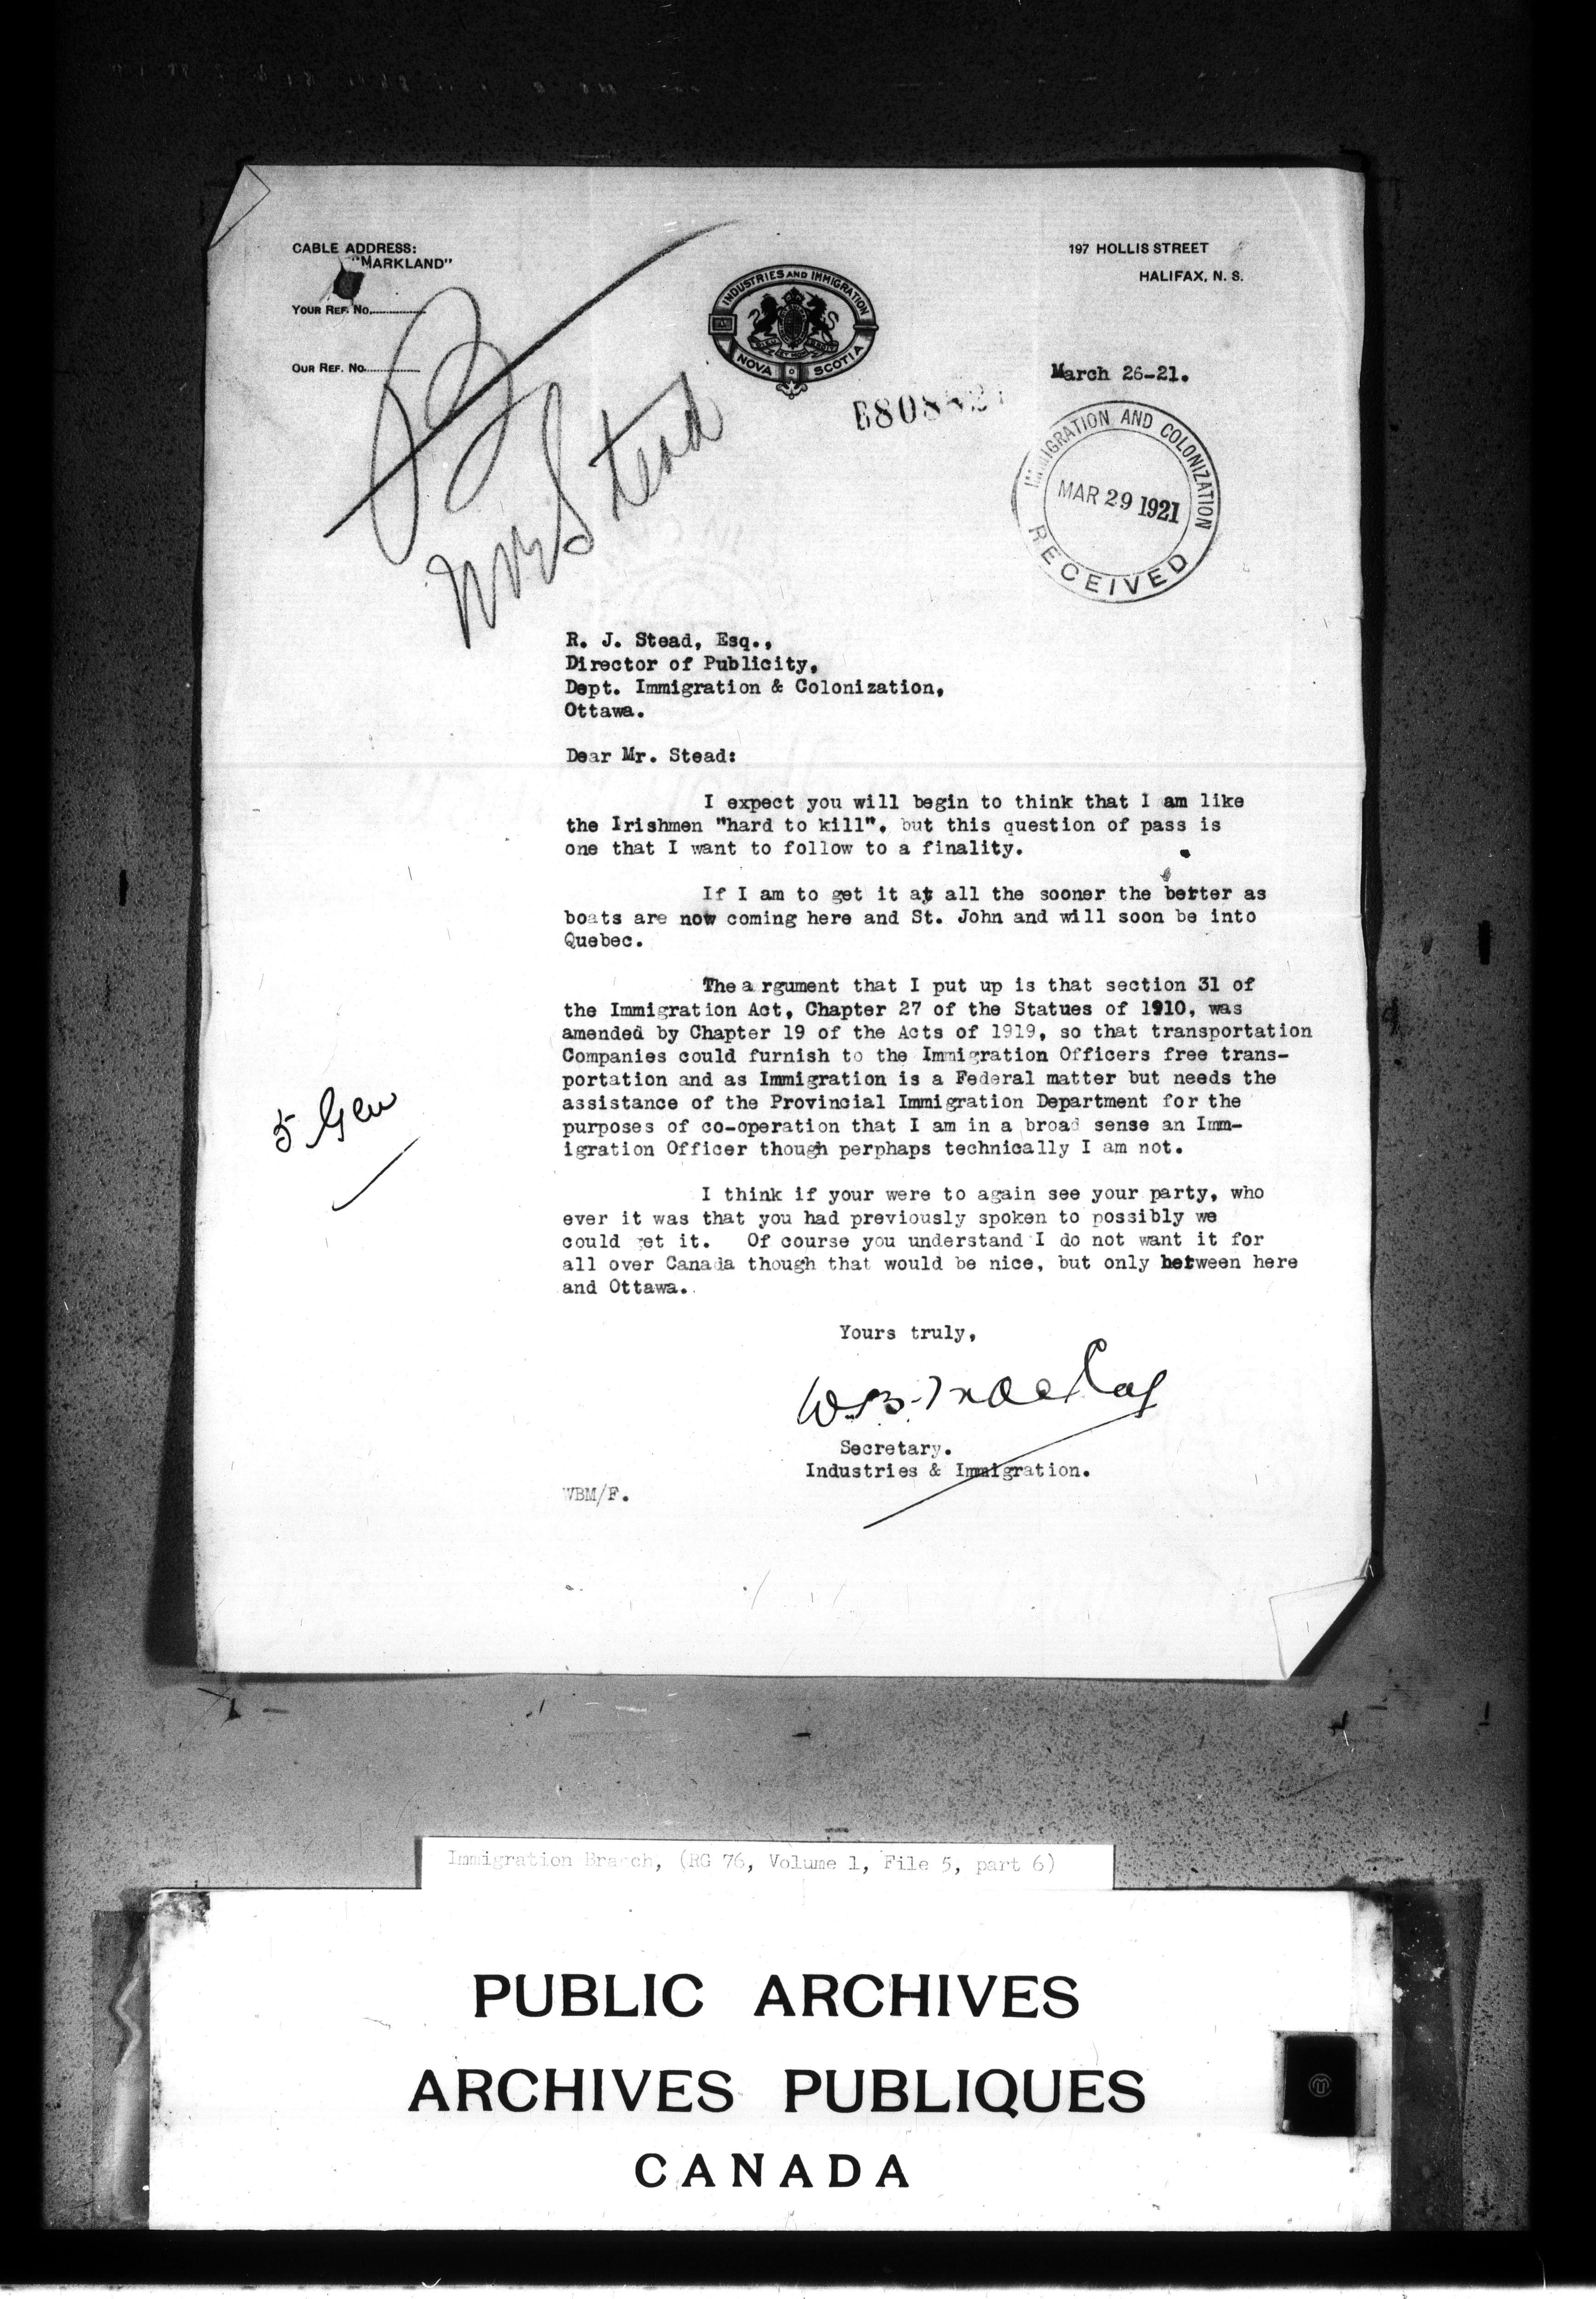 CABLE ADDRESS:
"MARKLAND"
197 HOLLIS STREET
HALIFAX, N. S.
YOUR REF. No.
INDUSTRIES AND IMMIGRATION
NOVA SCOTIA
OUR REF. No.
March 26-21.
Mr Stead
IMMIGRATION AND COLONIZATION
MAR 29 1921
RECEIVED
R. J. Stead, Esq.,
Director of Publicity,
Dept. Immigration & Colonization,
Ottawa.
Dear Mr. Stead:
I expect you will begin to think that I am like
the Irishmen "hard to kill", but this question of pass is
one that I want to follow to a finality.
If I am to get it at all the sooner the better as
boats are now coming here and St. John and will soon be into
Quebec.
The a rgument that I put up is that section 31 of
the Immigration Act, Chapter 27 of the Statues of 1910, was
amended by Chapter 19 of the Acts of 1919, so that transportation
Companies could furnish to the Immigration Officers free trans-
portation and as Immigration is a Federal matter but needs the
assistance of the Provincial Immigration Department for the
purposes of co-operation that I am in a broad sense an Imm-
igration Officer though perphaps technically I am not.
5 Gen
I think if your were to again see your party, who
ever it was that you had previously spoken to possibly we
could get it. Of course you understand I do not want it for
all over Canada though that would be nice, but only between here
and Ottawa.
Yours truly,
Secretary.
Industries & Immigration.
WBM/F.
Immigration Branch, (RG 76, Volume 1, File 5, part 6)
PUBLIC ARCHIVES
ARCHIVES PUBLIQUES
CANADA